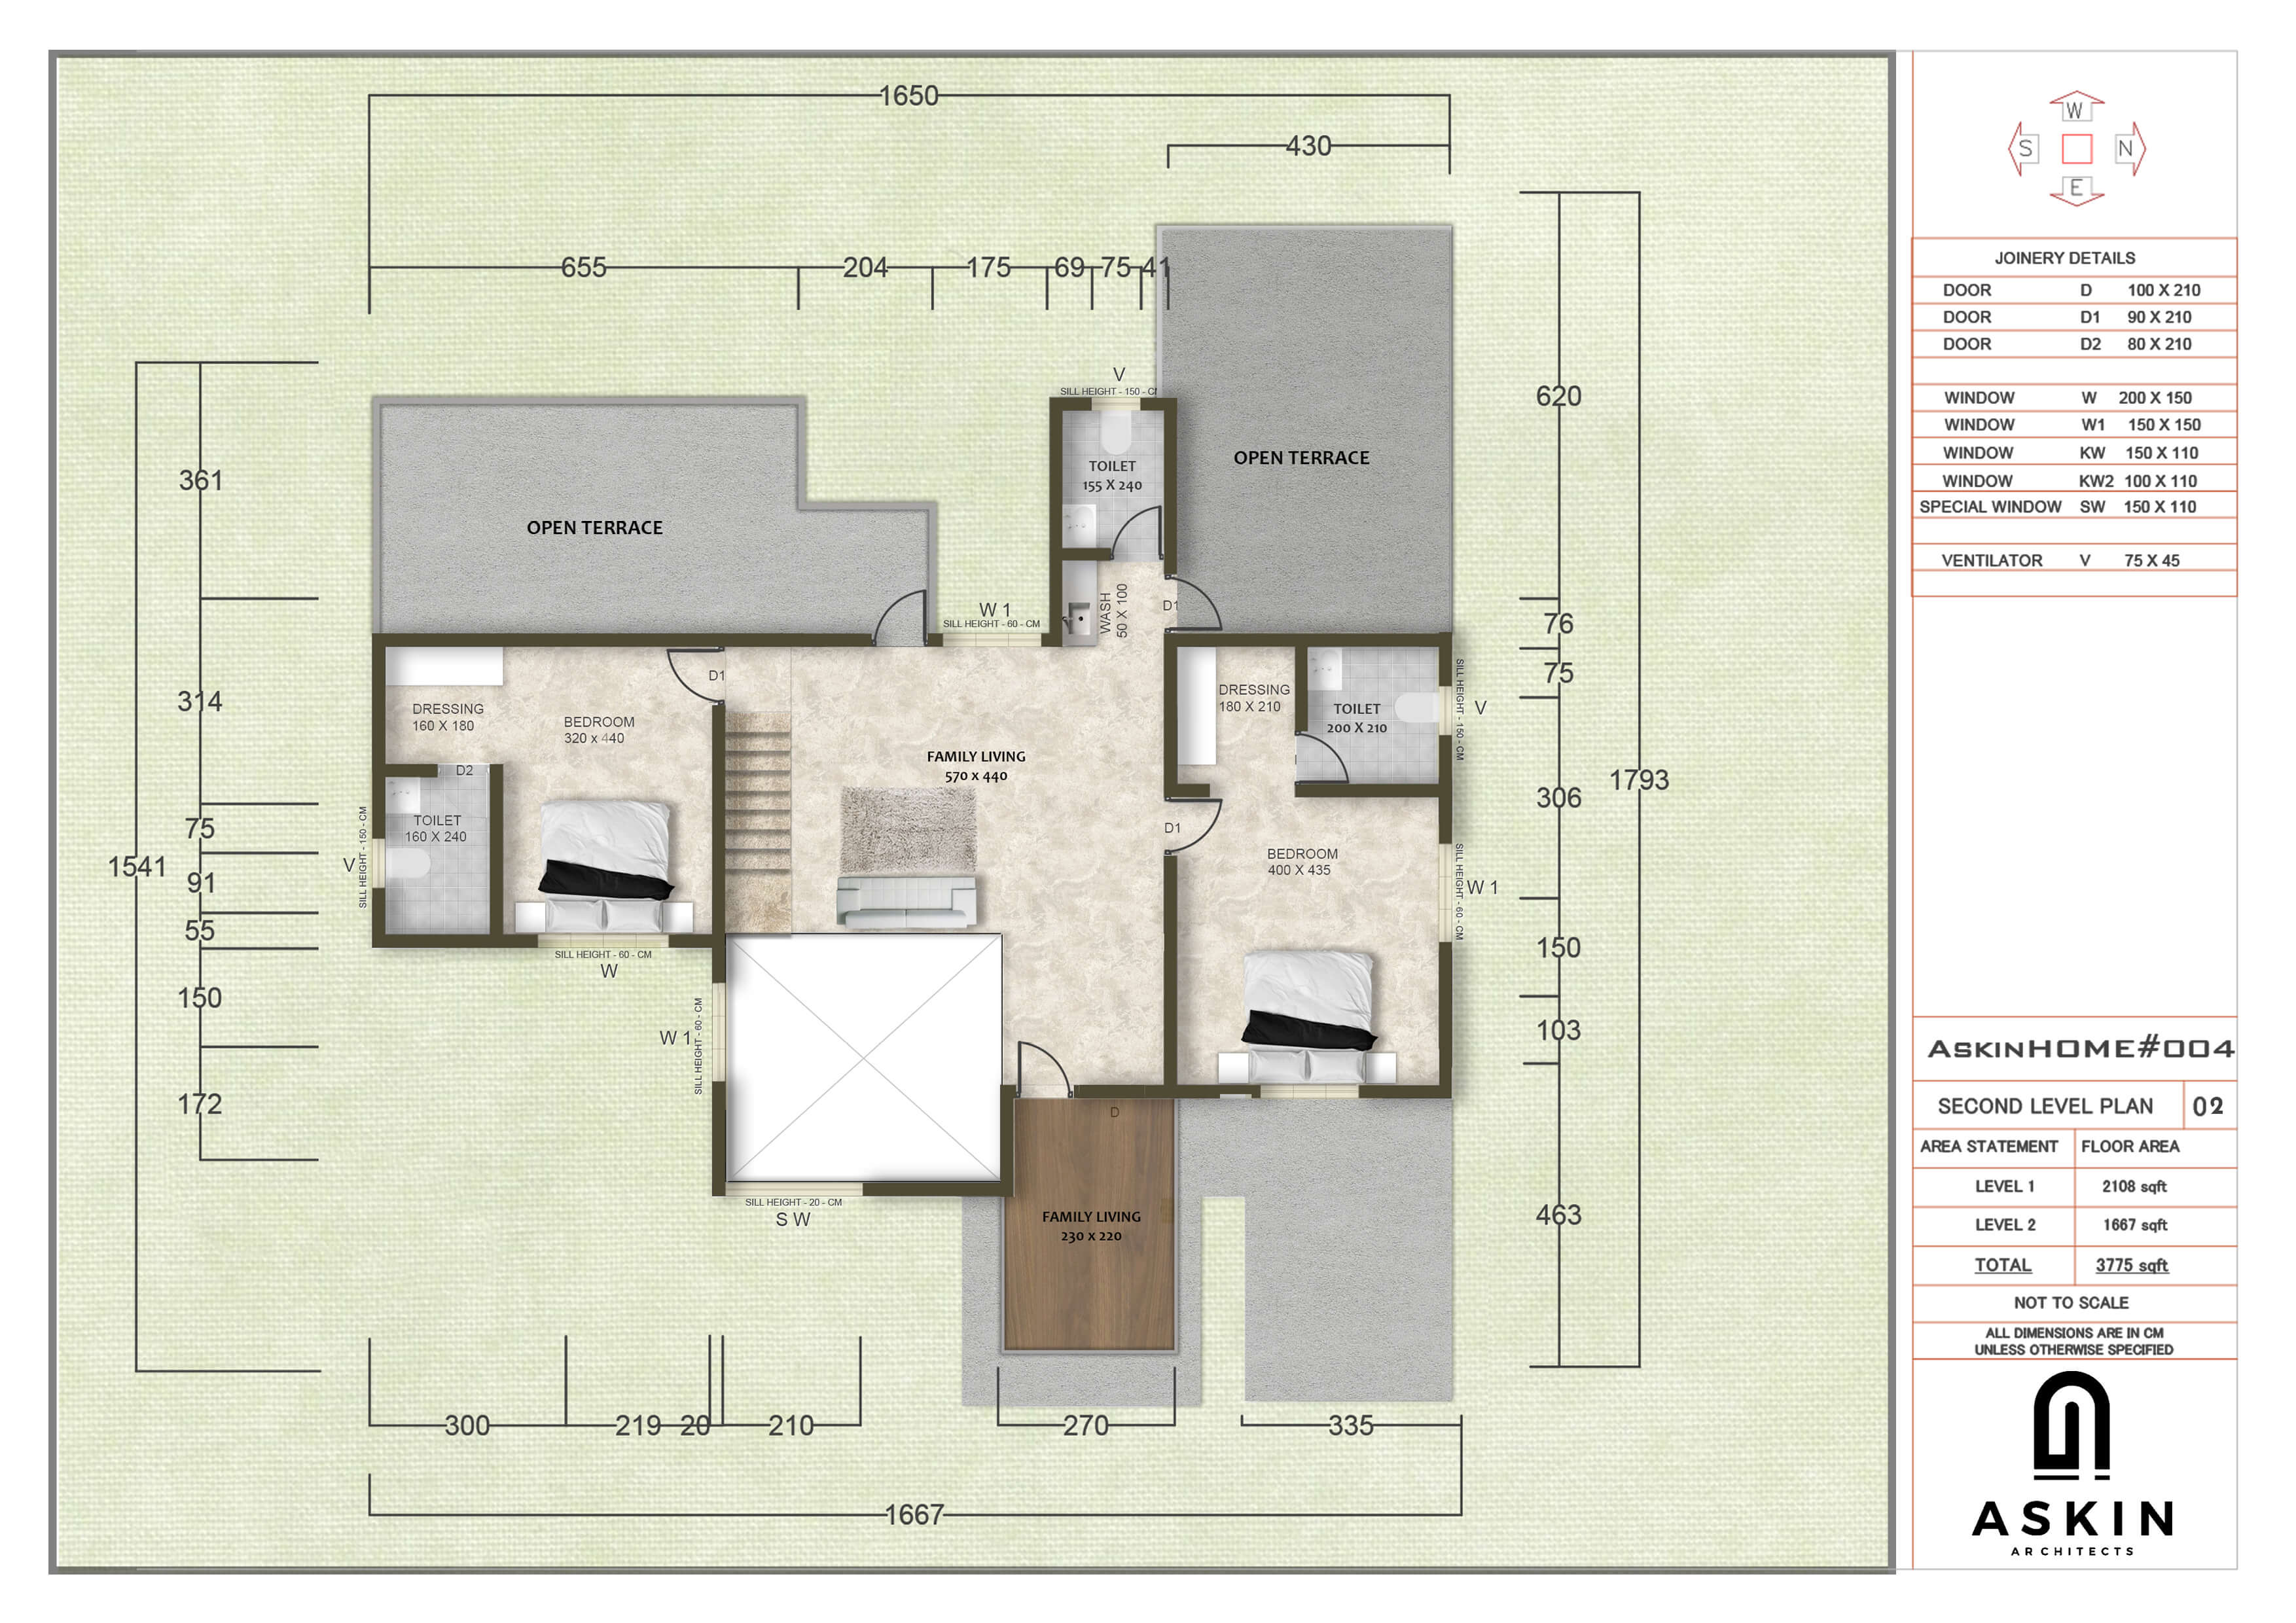 1650
430
655 204 175 69 75 41
V
SILL HEIGHT - 150 - CM
TOILET
155 X 240
OPEN TERRACE
OPEN TERRACE
W 1
SILL HEIGHT - 60 - CM
WASH
50 X 100
D1
D1
DRESSING
160 X 180
BEDROOM
320 x 440
D2
TOILET
160 X 240
V
SILL HEIGHT - 150 - CM
SILL HEIGHT - 60 - CM
W
FAMILY LIVING
570 x 440
DRESSING
180 X 210
TOILET
200 X 210
SILL HEIGHT - 150 - CM
V
D1
BEDROOM
400 X 435
SILL HEIGHT - 60 - CM
W 1
W 1
SILL HEIGHT - 60 - CM
SILL HEIGHT - 20 - CM
S W
D
FAMILY LIVING
230 x 220
361
314
75
91
55
150
172
1541
620
76
75
306
150
103
463
1793
300 219 20 210 270 335
1667
W
S N
E
JOINERY DETAILS
DOOR D 100 X 210
DOOR D1 90 X 210
DOOR D2 80 X 210
WINDOW W 200 X 150
WINDOW W1 150 X 150
WINDOW KW 150 X 110
WINDOW KW2 100 X 110
SPECIAL WINDOW SW 150 X 110
VENTILATOR V 75 X 45
ASKINHOME#004
SECOND LEVEL PLAN 02
AREA STATEMENT FLOOR AREA
LEVEL 1 2108 sqft
LEVEL 2 1667 sqft
TOTAL 3775 sqft
NOT TO SCALE
ALL DIMENSIONS ARE IN CM
UNLESS OTHERWISE SPECIFIED
ASKIN
ARCHITECTS